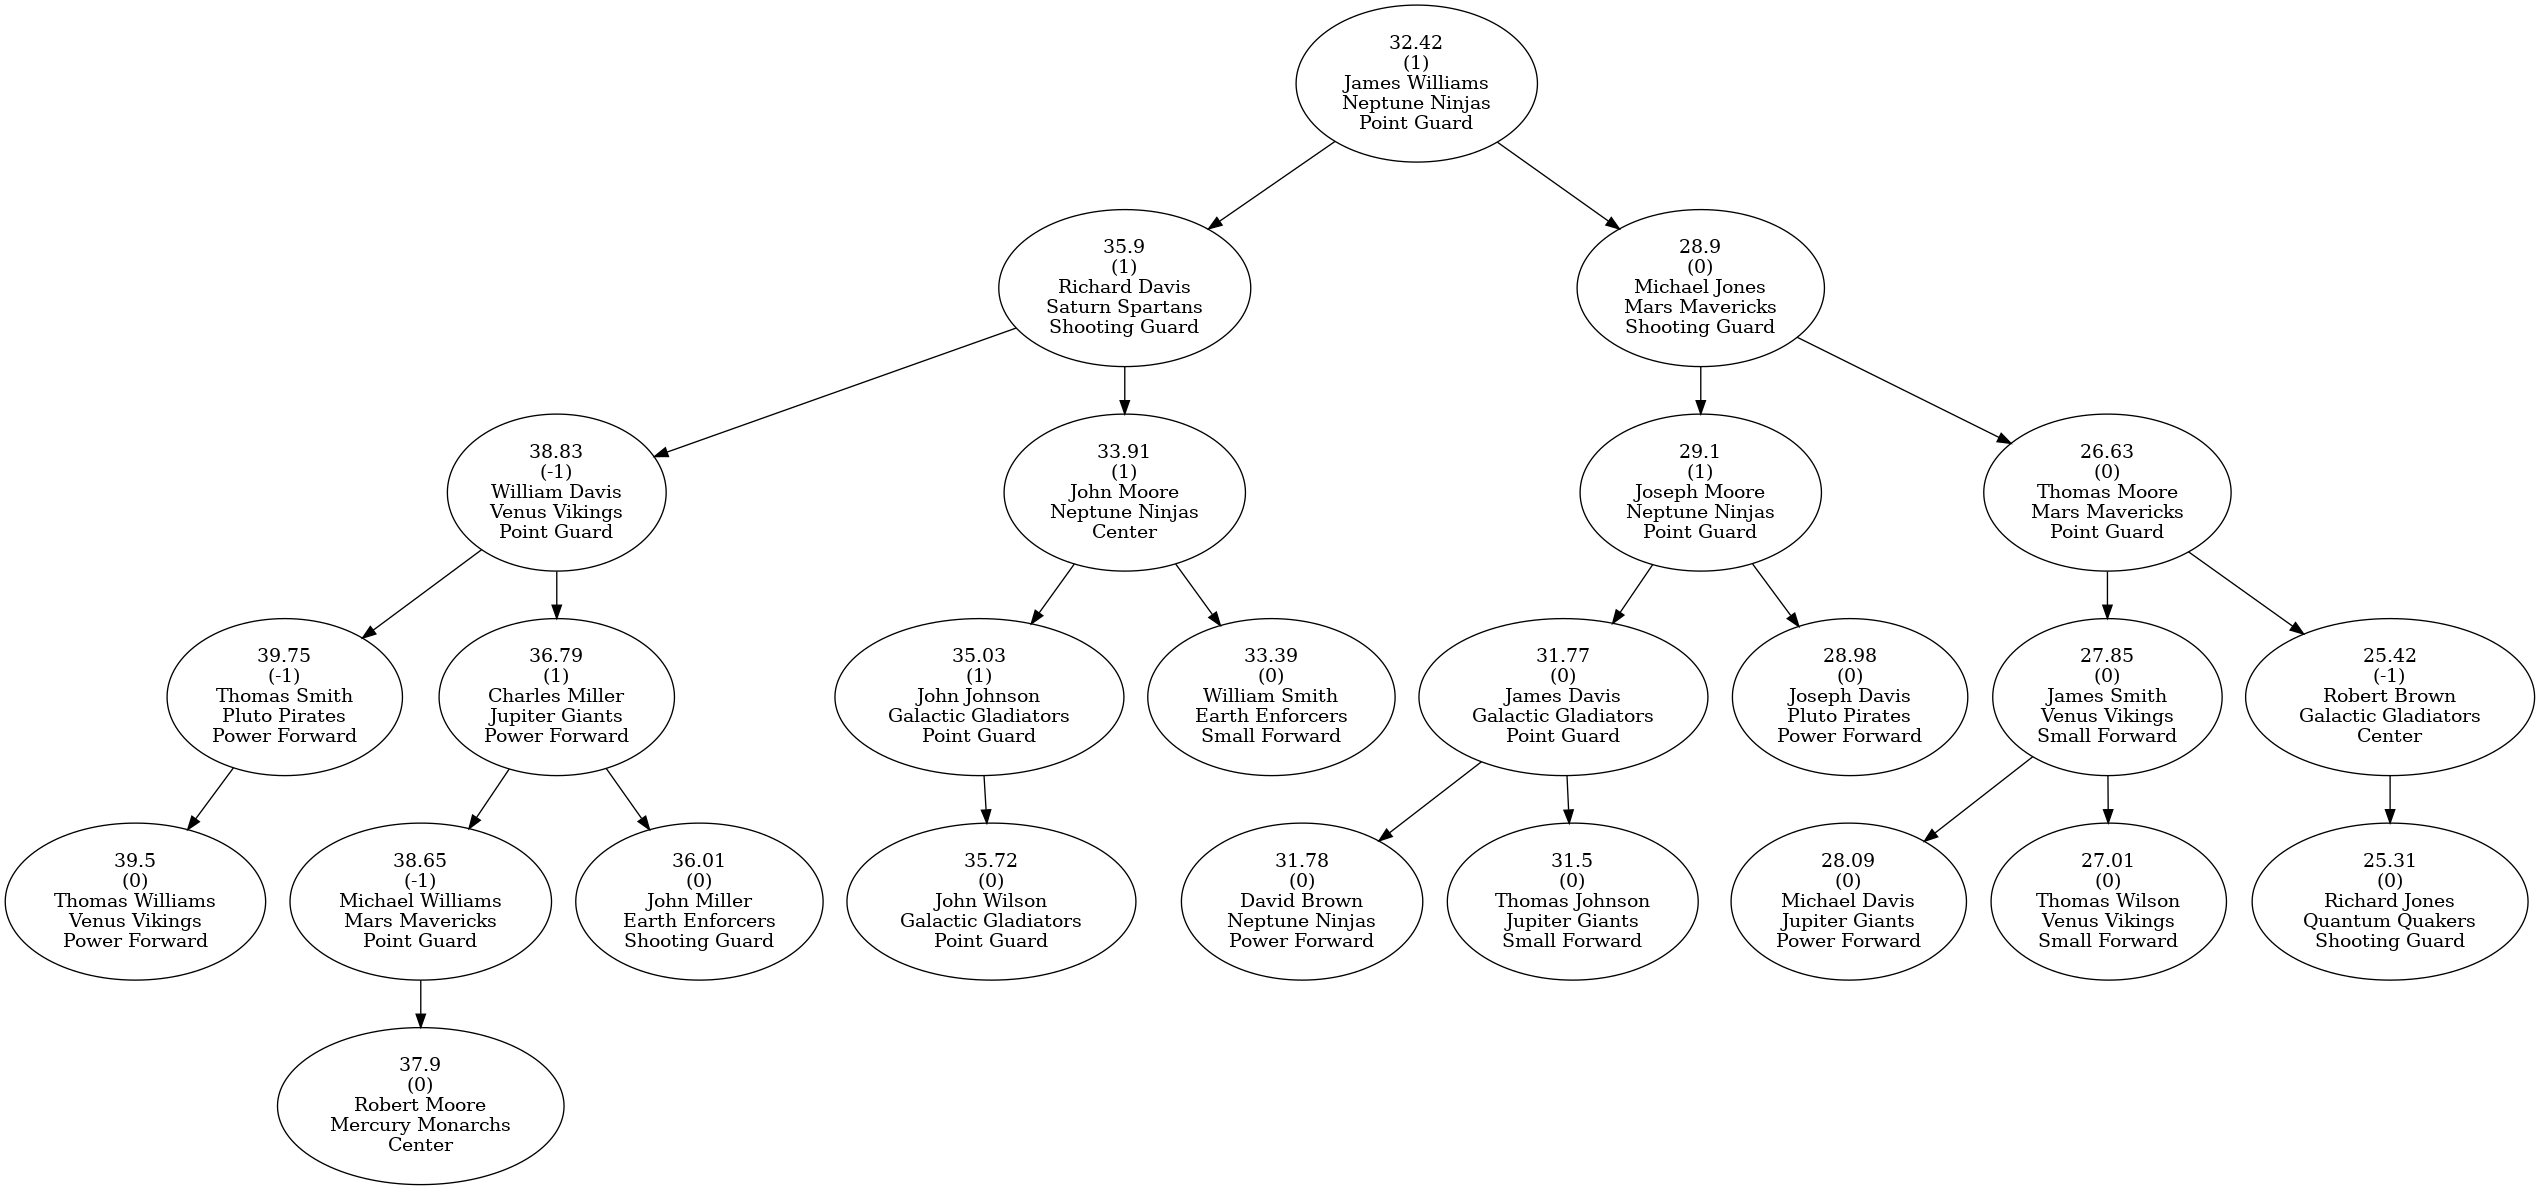 32.42
(1)
James Williams
Neptune Ninjas
Point Guard
35.9
(1)
Richard Davis
Saturn Spartans
Shooting Guard
28.9
(0)
Michael Jones
Mars Mavericks
Shooting Guard
38.83
(-1)
William Davis
Venus Vikings
Point Guard
33.91
(1)
John Moore
Neptune Ninjas
Center
29.1
(1)
Joseph Moore
Neptune Ninjas
Point Guard
26.63
(0)
Thomas Moore
Mars Mavericks
Point Guard
39.75
(-1)
Thomas Smith
Pluto Pirates
Power Forward
36.79
(1)
Charles Miller
Jupiter Giants
Power Forward
35.03
(1)
John Johnson
Galactic Gladiators
Point Guard
33.39
(0)
William Smith
Earth Enforcers
Small Forward
31.77
(0)
James Davis
Galactic Gladiators
Point Guard
28.98
(0)
Joseph Davis
Pluto Pirates
Power Forward
27.85
(0)
James Smith
Venus Vikings
Small Forward
25.42
(-1)
Robert Brown
Galactic Gladiators
Center
39.5
(0)
Thomas Williams
Venus Vikings
Power Forward
38.65
(-1)
Michael Williams
Mars Mavericks
Point Guard
36.01
(0)
John Miller
Earth Enforcers
Shooting Guard
35.72
(0)
John Wilson
Galactic Gladiators
Point Guard
31.78
(0)
David Brown
Neptune Ninjas
Power Forward
31.5
(0)
Thomas Johnson
Jupiter Giants
Small Forward
28.09
(0)
Michael Davis
Jupiter Giants
Power Forward
27.01
(0)
Thomas Wilson
Venus Vikings
Small Forward
25.31
(0)
Richard Jones
Quantum Quakers
Shooting Guard
37.9
(0)
Robert Moore
Mercury Monarchs
Center